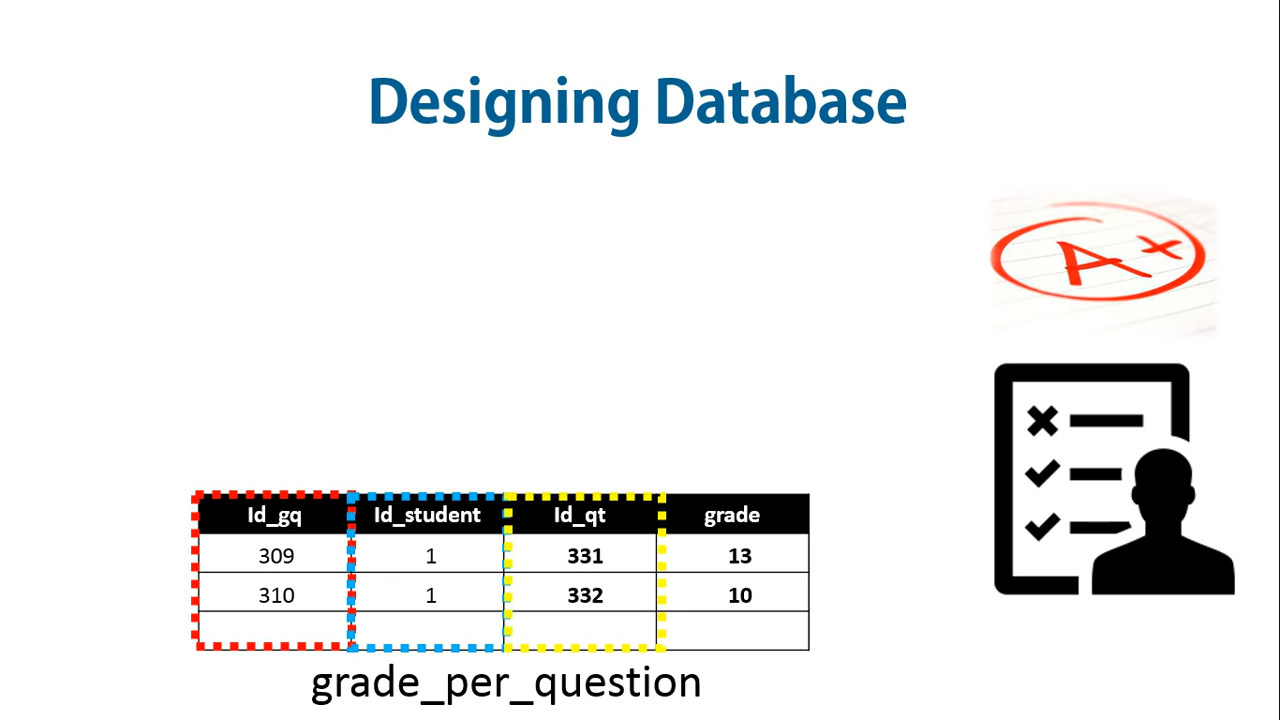 Designing Database
A+
Id_gq Id_student Id_qt grade
309 1 331 13
310 1 332 10
grade_per_question